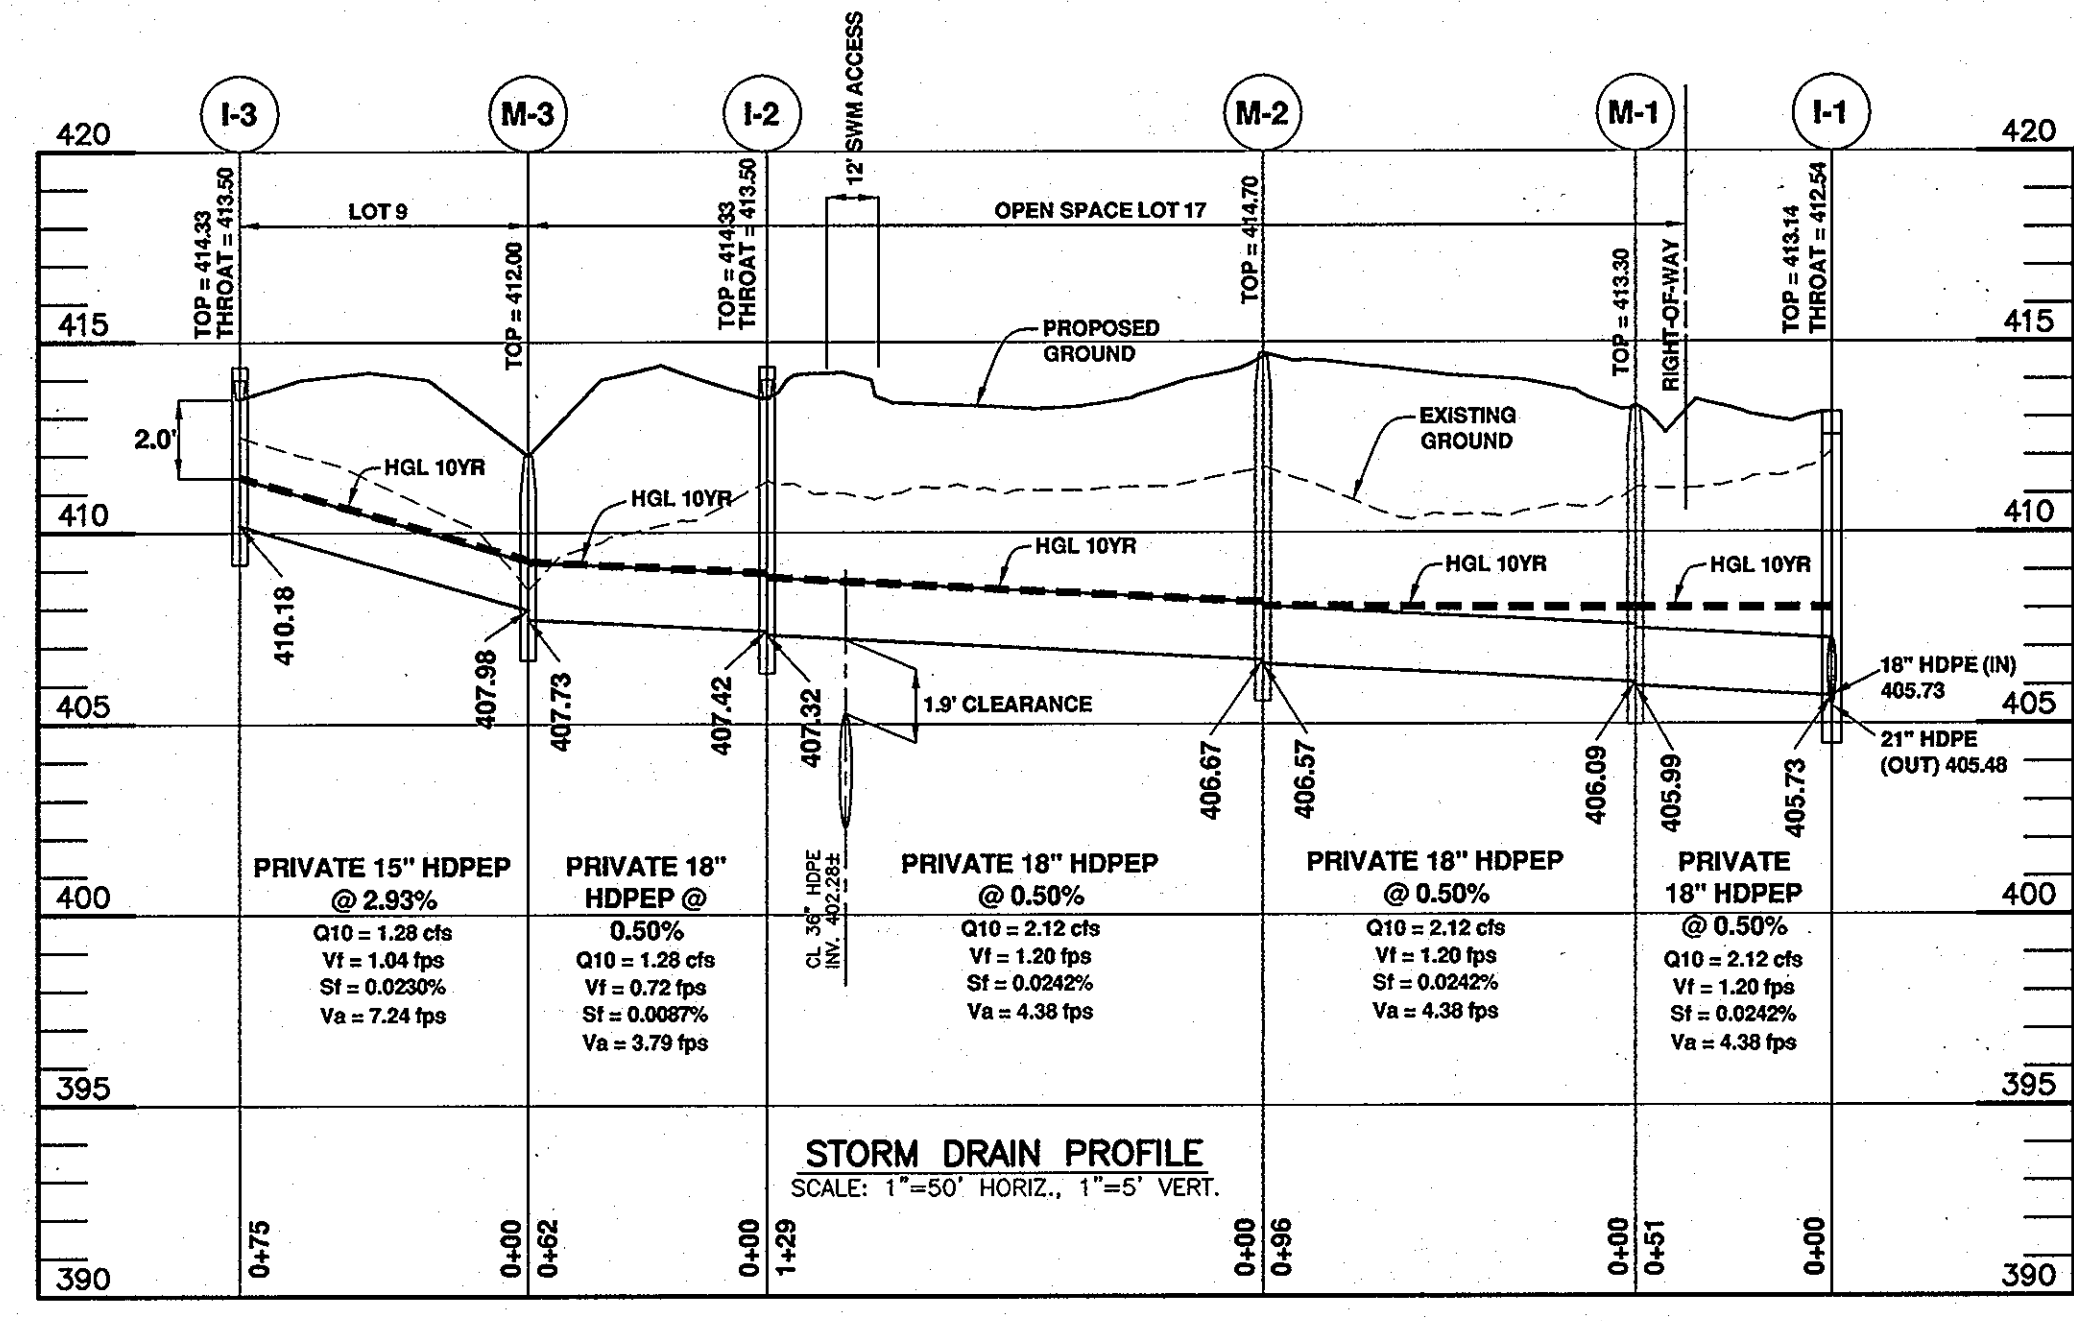 I-3
M-3
I-2
M-2
M-1
I-1
12' SWM ACCESS
420
420
TOP = 414.33
THROAT = 413.50
LOT 9
TOP = 412.00
TOP = 414.33
THROAT = 413.50
OPEN SPACE LOT 17
TOP = 414.70
TOP = 413.30
RIGHT-OF-WAY
TOP = 413.14
THROAT = 412.54
415
415
PROPOSED
GROUND
2.0'
HGL 10YR
HGL 10YR
EXISTING
GROUND
410
410
HGL 10YR
HGL 10YR
HGL 10YR
410.18
407.98
407.73
407.42
407.32
1.9' CLEARANCE
406.67
406.57
406.09
405.99
405.73
18" HDPE (IN)
405.73
21" HDPE
(OUT) 405.48
405
405
PRIVATE 15" HDPEP
@ 2.93%
Q10 = 1.28 cfs
Vf = 1.04 fps
Sf = 0.0230%
Va = 7.24 fps
PRIVATE 18"
HDPEP @
0.50%
Q10 = 1.28 cfs
Vf = 0.72 fps
Sf = 0.0087%
Va = 3.79 fps
CL 36" HDPE
INV. 402.28±
PRIVATE 18" HDPEP
@ 0.50%
Q10 = 2.12 cfs
Vf = 1.20 fps
Sf = 0.0242%
Va = 4.38 fps
PRIVATE 18" HDPEP
@ 0.50%
Q10 = 2.12 cfs
Vf = 1.20 fps
Sf = 0.0242%
Va = 4.38 fps
PRIVATE
18" HDPEP
@ 0.50%
Q10 = 2.12 cfs
Vf = 1.20 fps
Sf = 0.0242%
Va = 4.38 fps
400
400
395
395
STORM DRAIN PROFILE
SCALE: 1"=50' HORIZ., 1"=5' VERT.
0+75
0+00
0+62
0+00
1+29
0+00
0+96
0+00
0+51
0+00
390
390